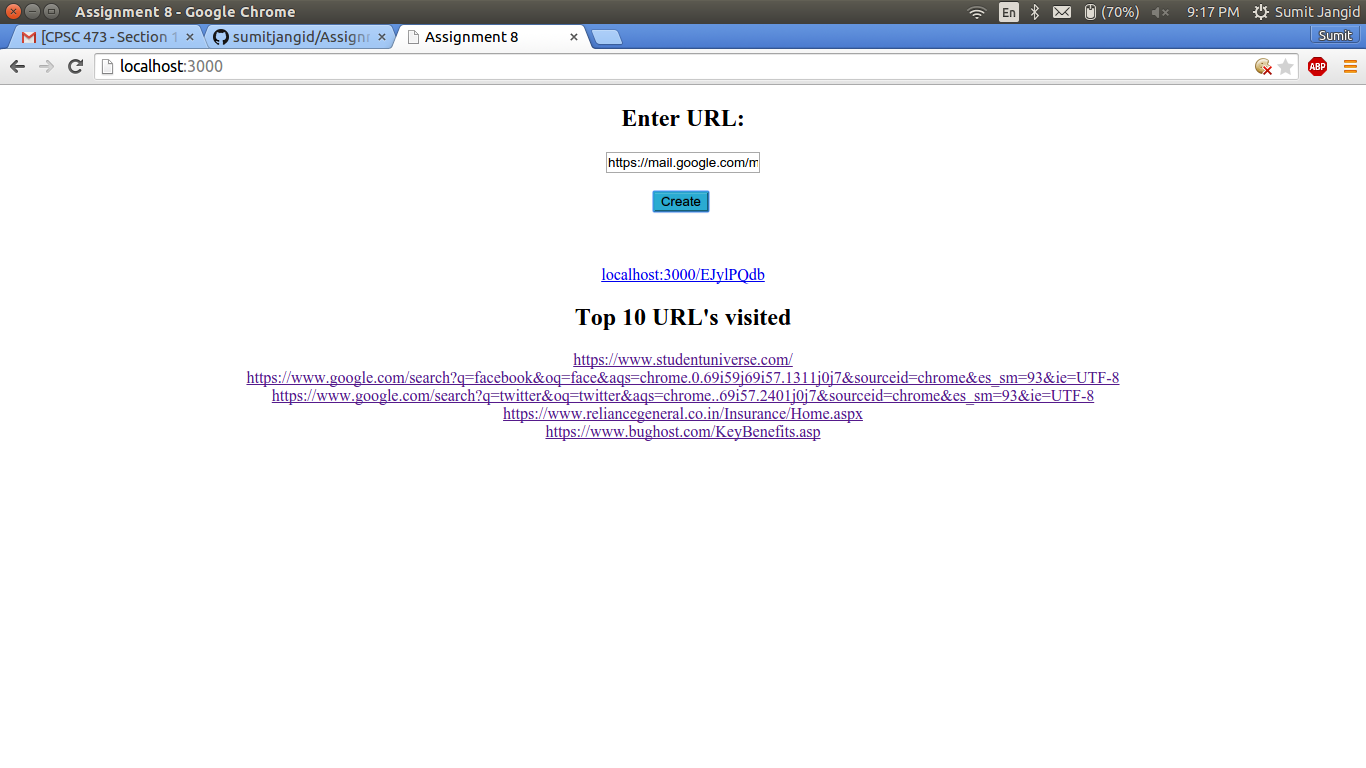 Assignment 8 - Google Chrome
En (70%) 9:17 PM Sumit Jangid
[CPSC 473 - Section 1 sumitjangid/Assignm Assignment 8 Sumit
localhost:3000 ABP
Enter URL:
https://mail.google.com/m
Create
localhost:3000/EJylPQdb
Top 10 URL's visited
https://www.studentuniverse.com/
https://www.google.com/search?q=facebook&oq=face&aqs=chrome.0.69i59j69i57.1311j0j7&sourceid=chrome&es_sm=93&ie=UTF-8
https://www.google.com/search?q=twitter&oq=twitter&aqs=chrome..69i57.2401j0j7&sourceid=chrome&es_sm=93&ie=UTF-8
https://www.reliancegeneral.co.in/Insurance/Home.aspx
https://www.bughost.com/KeyBenefits.asp